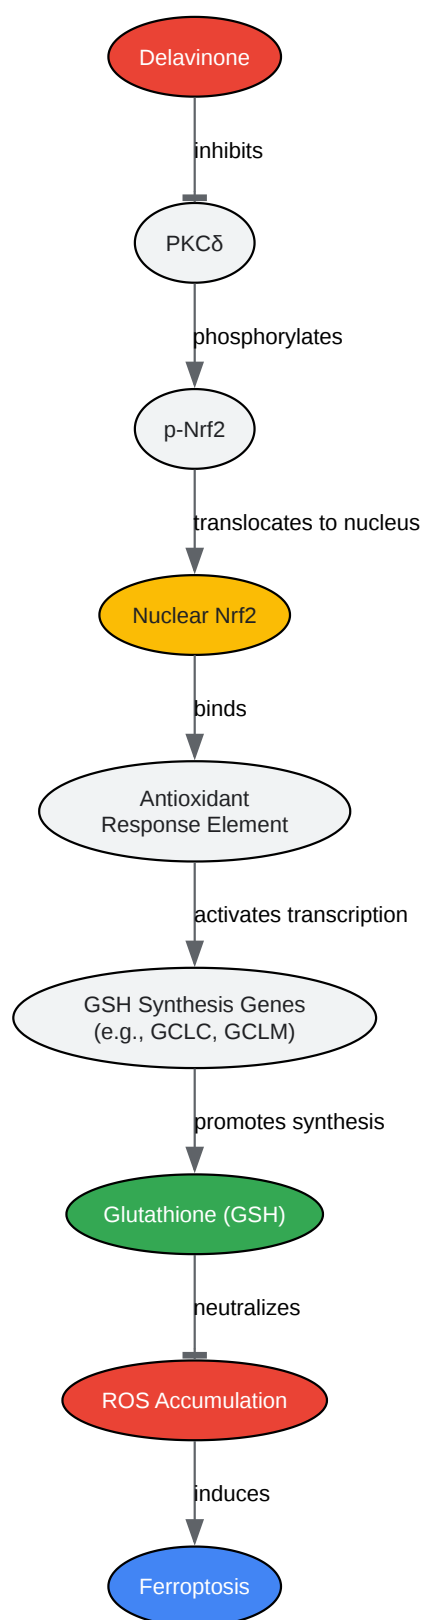 Delavinone
inhibits
PKCδ
phosphorylates
p-Nrf2
translocates to nucleus
Nuclear Nrf2
binds
Antioxidant
Response Element
activates transcription
GSH Synthesis Genes
(e.g., GCLC, GCLM)
promotes synthesis
Glutathione (GSH)
neutralizes
ROS Accumulation
induces
Ferroptosis